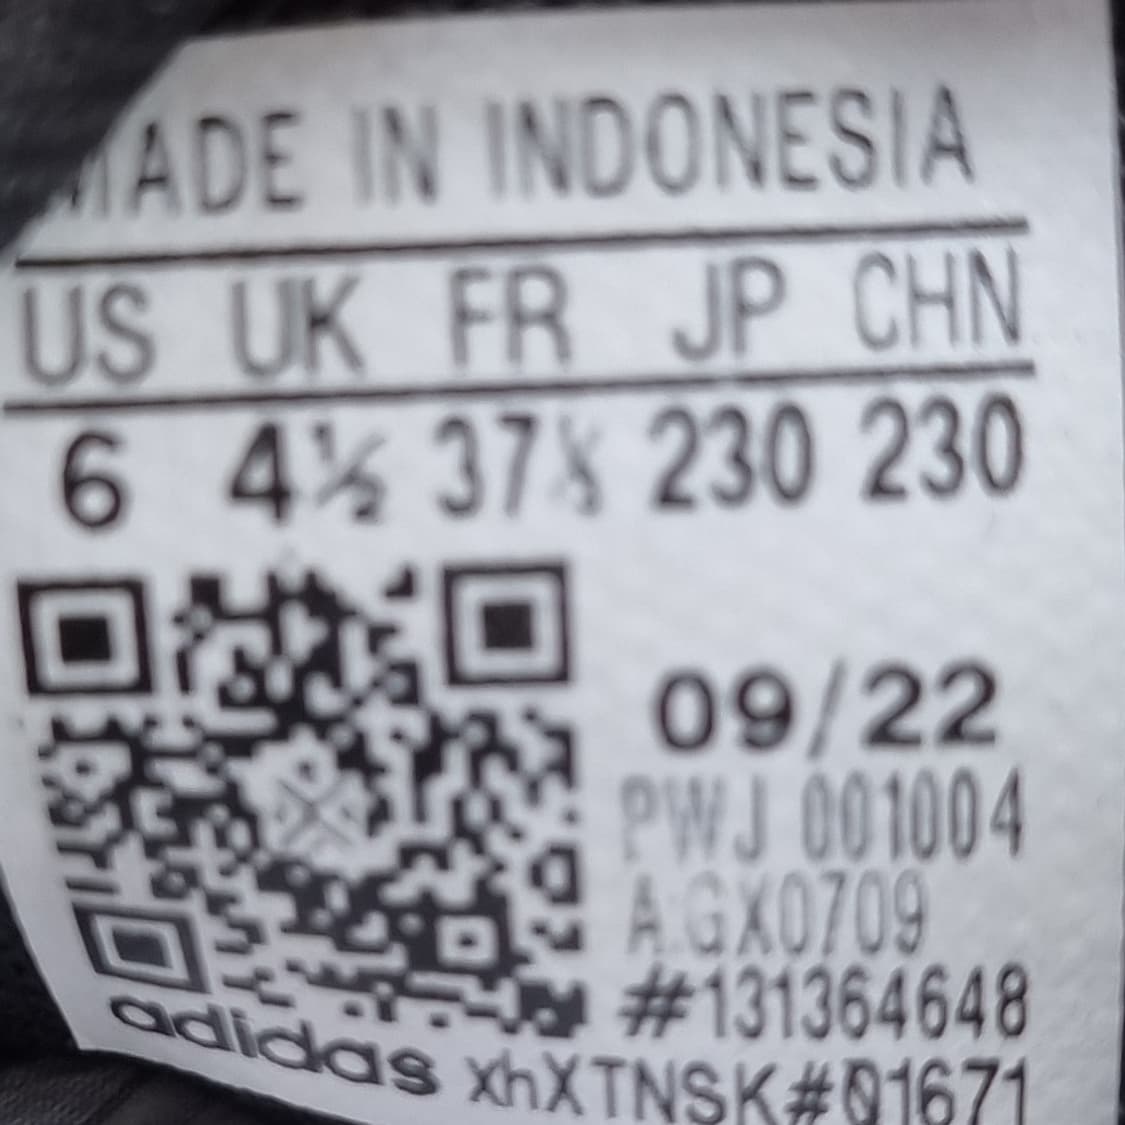 MADE IN INDONESIA
US UK FR JP CHN
6 4½ 37⅓ 230 230
09/22
PWJ 001004
A:GX0709
#131364648
adidas xhXTNSK#01671